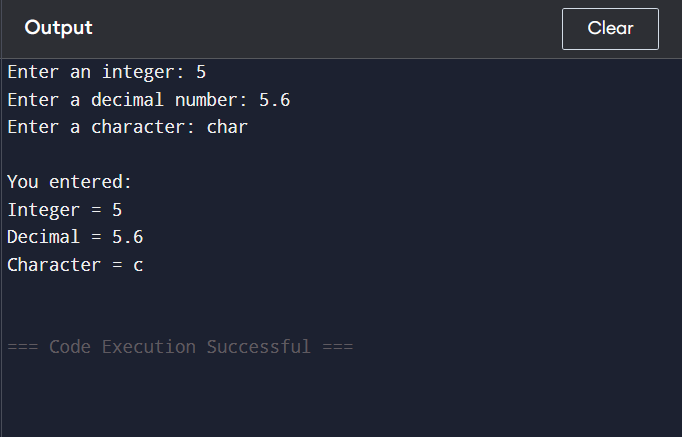 Output
Clear
Enter an integer: 5
Enter a decimal number: 5.6
Enter a character: char
You entered:
Integer = 5
Decimal = 5.6
Character = c
=== Code Execution Successful ===